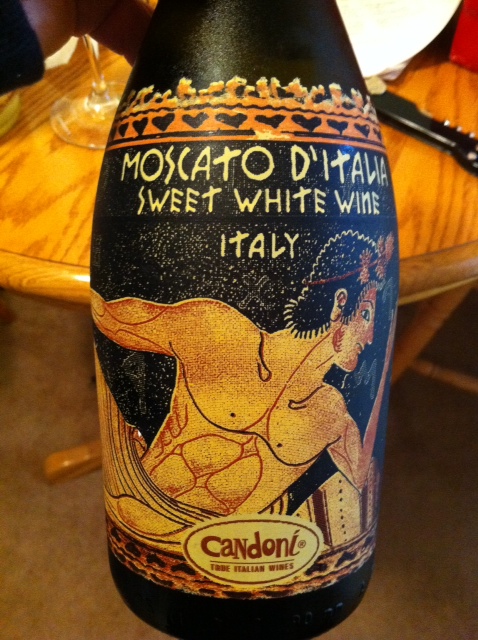 MOSCATO D'ITALIA
SWEET WHITE WINE
ITALY
Candoni®
TRUE ITALIAN WINES